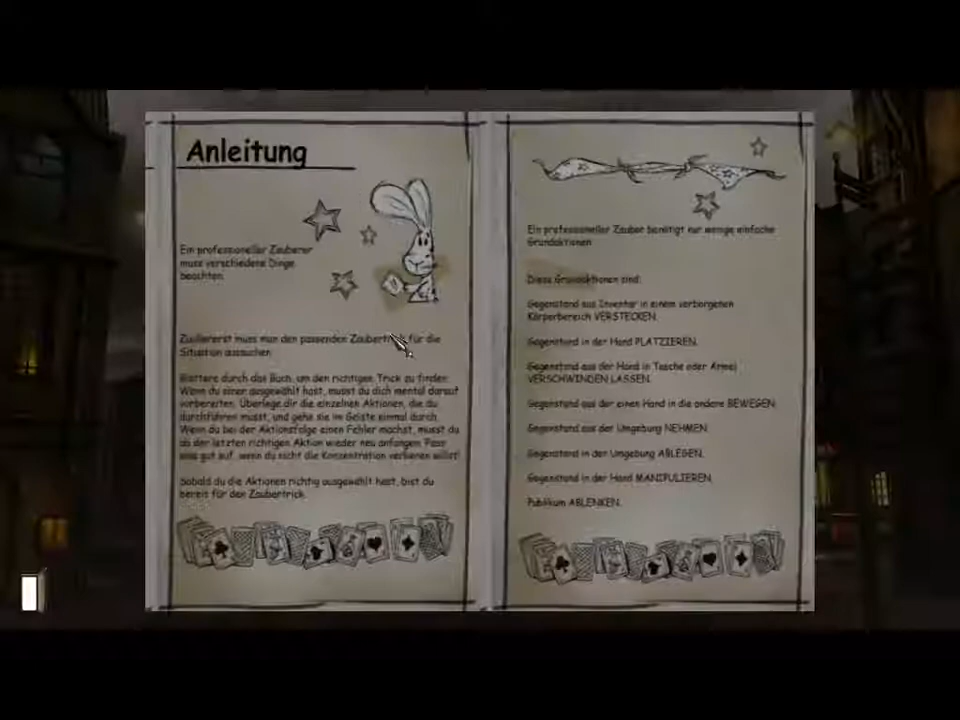 Anleitung
Ein professioneller Zauberer
muss verschiedene Dinge
beachten.
Zuallererst muss man den passenden Zaubertrick für die
Situation aussuchen.
Blättere durch das Buch, um den richtigen Trick zu finden.
Wenn du einen ausgewählt hast, musst du dich mental darauf
vorbereiten. Überlege dir die einzelnen Aktionen, die du
durchführen musst, und gehe sie im Geiste einmal durch.
Wenn du bei der Aktionsfolge einen Fehler machst, musst du
ab der letzten richtigen Aktion wieder neu anfangen. Pass
also gut auf, wenn du nicht die Konzentration verlieren willst!
Sobald du die Aktionen richtig ausgewählt hast, bist du
bereit für den Zaubertrick.
Ein professioneller Zauber benötigt nur wenige einfache
Grundaktionen.
Diese Grundaktionen sind:
Gegenstand aus Inventar in einem verborgenen
Körperbereich VERSTECKEN.
Gegenstand in der Hand PLATZIEREN.
Gegenstand aus der Hand in Tasche oder Ärmel
VERSCHWINDEN LASSEN.
Gegenstand aus der einen Hand in die andere BEWEGEN.
Gegenstand aus der Umgebung NEHMEN.
Gegenstand in der Umgebung ABLEGEN.
Gegenstand in der Hand MANIPULIEREN.
Publikum ABLENKEN.